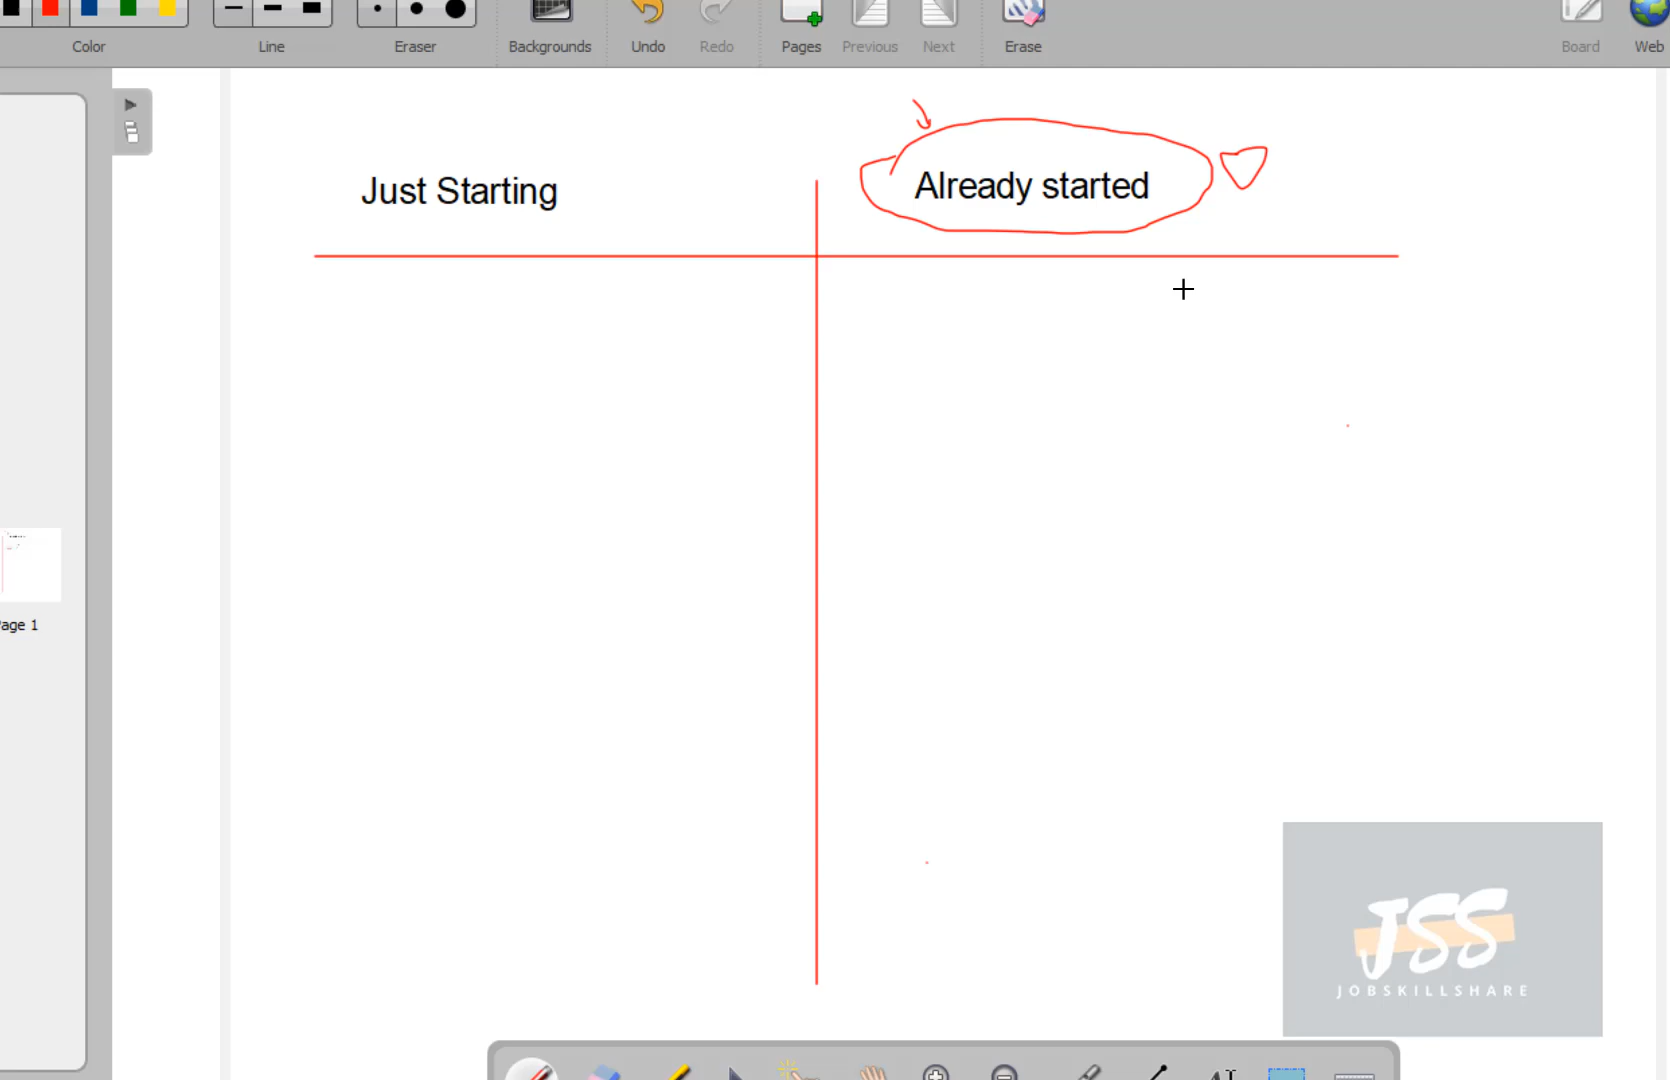 Color
Line
Eraser
Backgrounds
Undo
Redo
Pages
Previous
Next
Erase
Board
Web
Just Starting
Already started
age 1
JSS
JOBSKILLSHARE